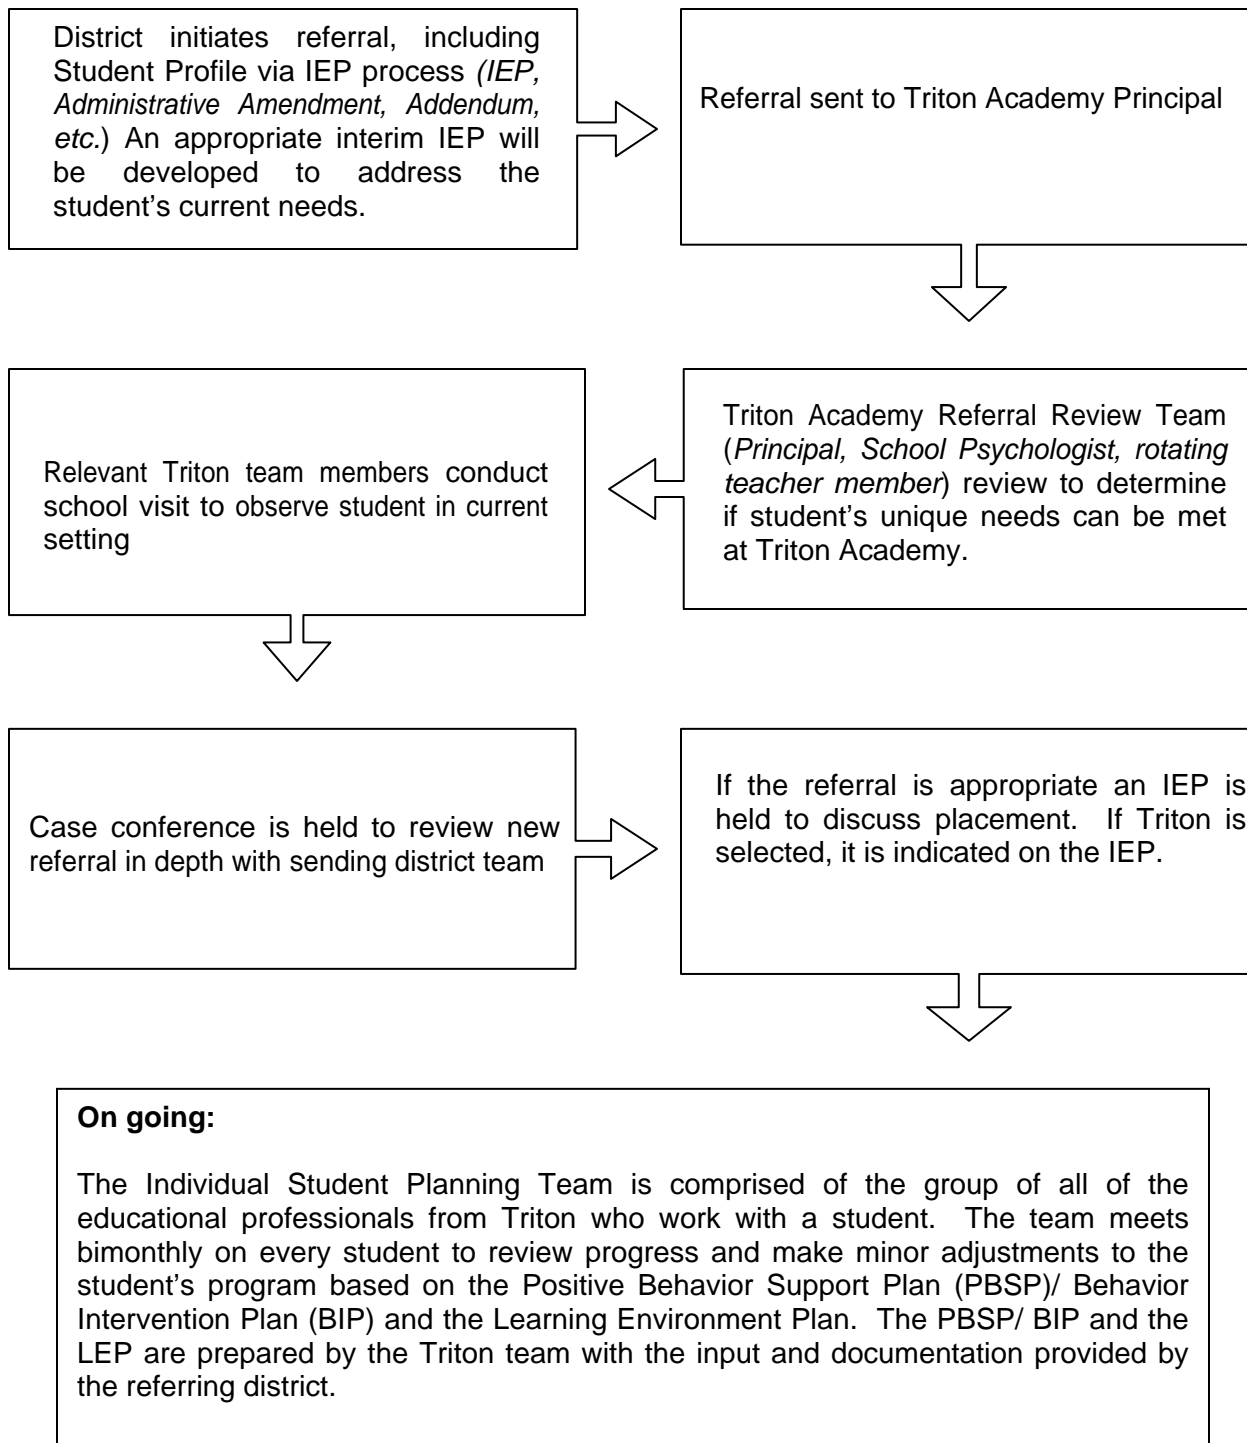 District initiates referral, including
Student Profile via IEP process (IEP,
Administrative Amendment, Addendum,
etc.) An appropriate interim IEP will
be developed to address the
student's current needs.
Referral sent to Triton Academy Principal
Triton Academy Referral Review Team
(Principal, School Psychologist, rotating
teacher member) review to determine
if student's unique needs can be met
at Triton Academy.
Relevant Triton team members conduct
school visit to observe student in current
setting
Case conference is held to review new
referral in depth with sending district team
If the referral is appropriate an IEP is
held to discuss placement. If Triton is
selected, it is indicated on the IEP.
On going:
The Individual Student Planning Team is comprised of the group of all of the
educational professionals from Triton who work with a student. The team meets
bimonthly on every student to review progress and make minor adjustments to the
student's program based on the Positive Behavior Support Plan (PBSP)/ Behavior
Intervention Plan (BIP) and the Learning Environment Plan. The PBSP/ BIP and the
LEP are prepared by the Triton team with the input and documentation provided by
the referring district.